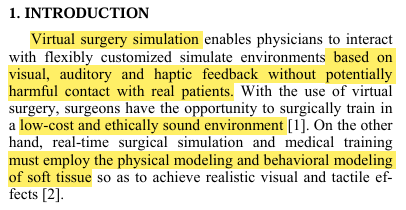 1. INTRODUCTION
Virtual surgery simulation enables physicians to interact
with flexibly customized simulate environments based on
visual, auditory and haptic feedback without potentially
harmful contact with real patients. With the use of virtual
surgery, surgeons have the opportunity to surgically train in
a low-cost and ethically sound environment [1]. On the other
hand, real-time surgical simulation and medical training
must employ the physical modeling and behavioral modeling
of soft tissue so as to achieve realistic visual and tactile ef-
fects [2].